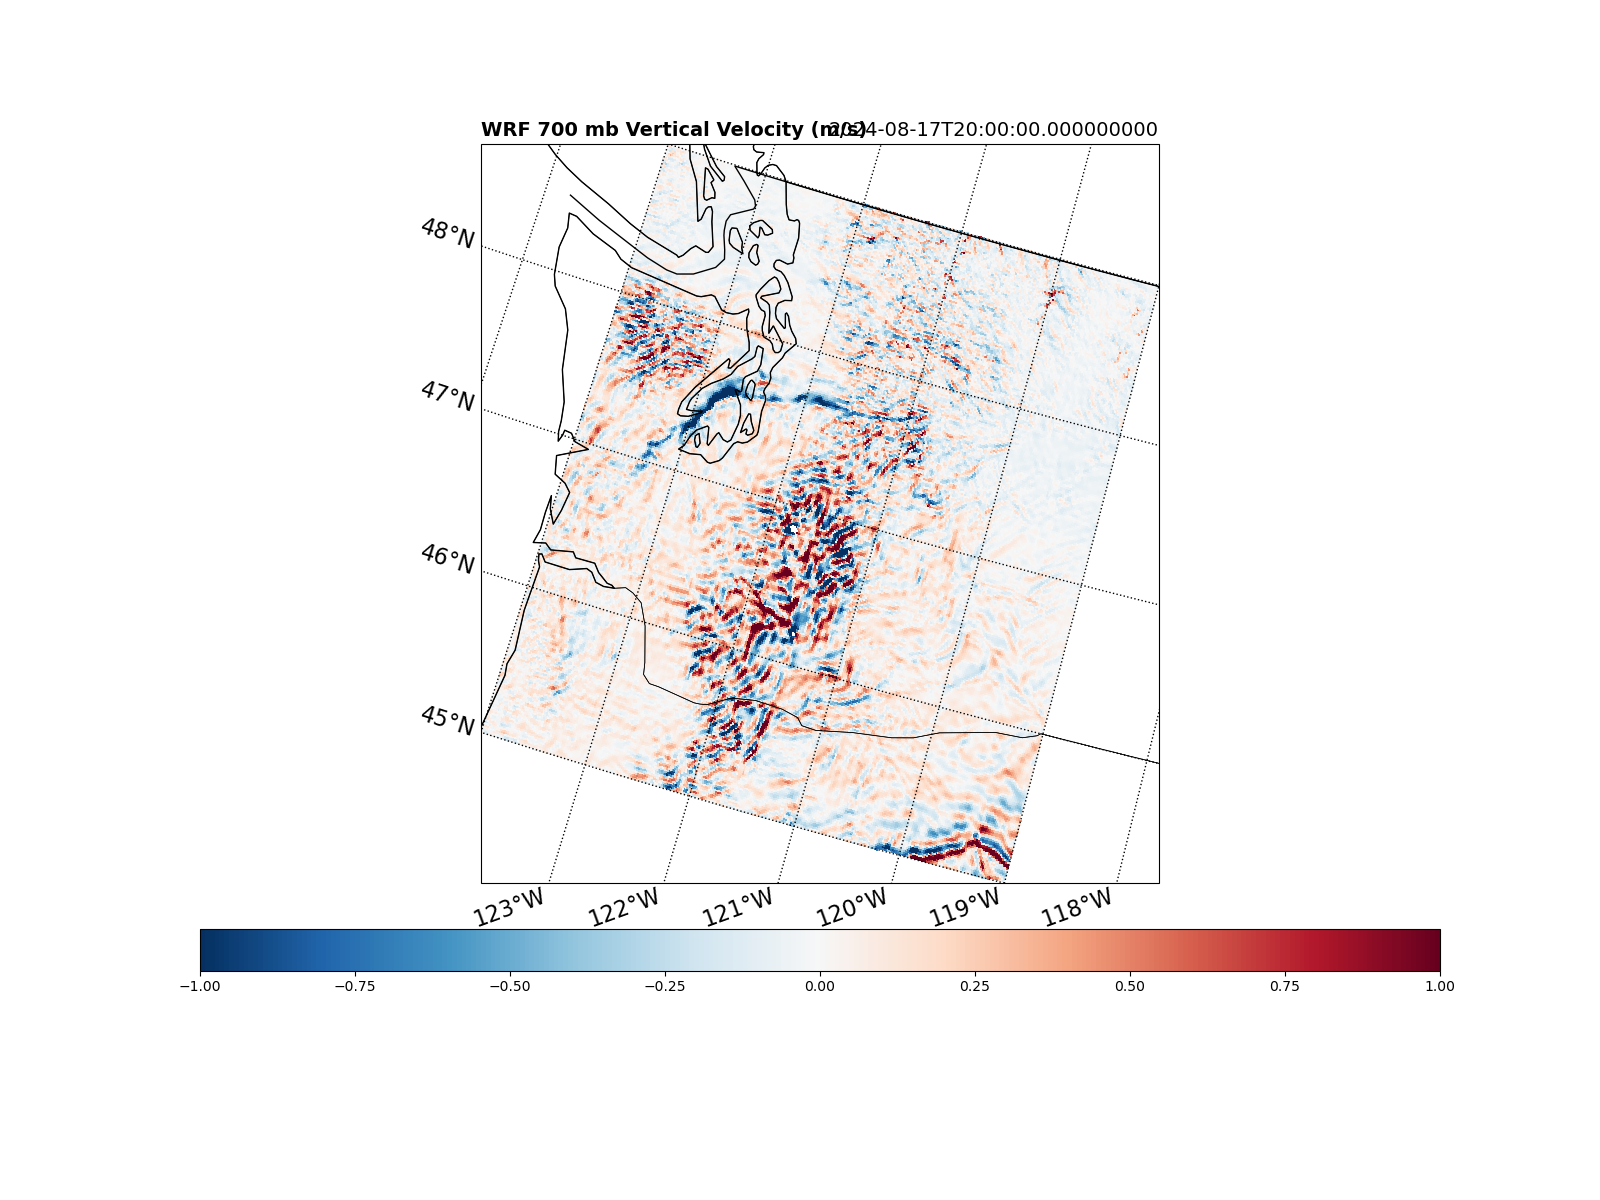 WRF 700 mb Vertical Velocity (m/s) 2024-08-17T20:00:00.000000000
48°N
47°N
46°N
45°N
123°W 122°W 121°W 120°W 119°W 118°W
−1.00 −0.75 −0.50 −0.25 0.00 0.25 0.50 0.75 1.00